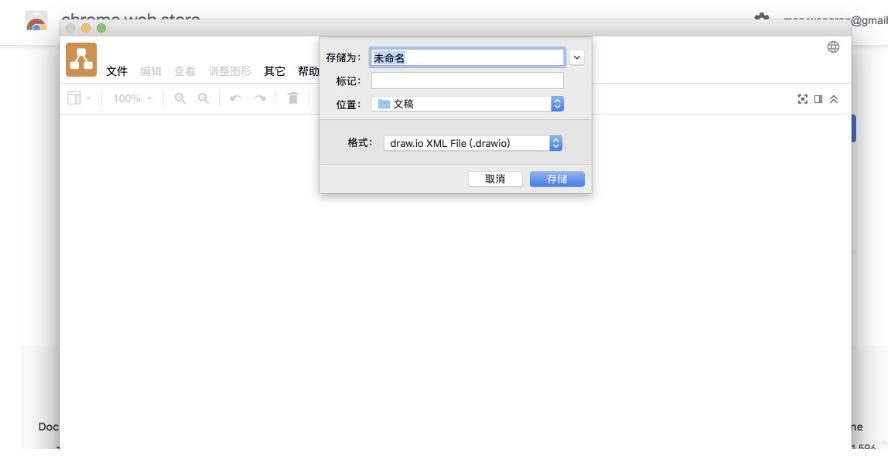 chrome web store
@gmail
存储为: 未命名
标记:
文件 编辑 查看 调整图形 其它 帮助
位置: 文稿
100%
格式: draw.io XML File (.drawio)
取消 存储
Doc
ne
1,596